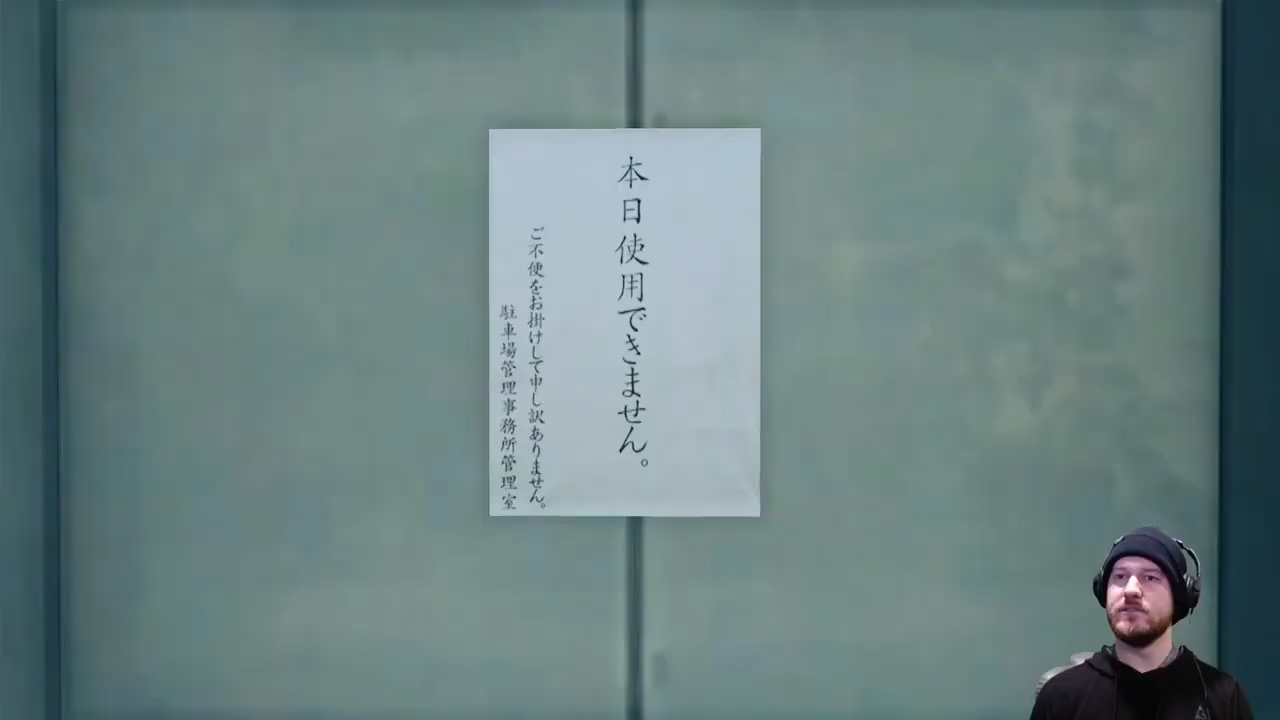 本日使用できません。
ご不便をお掛けして申し訳ありません。
駐車場管理事務所管理室